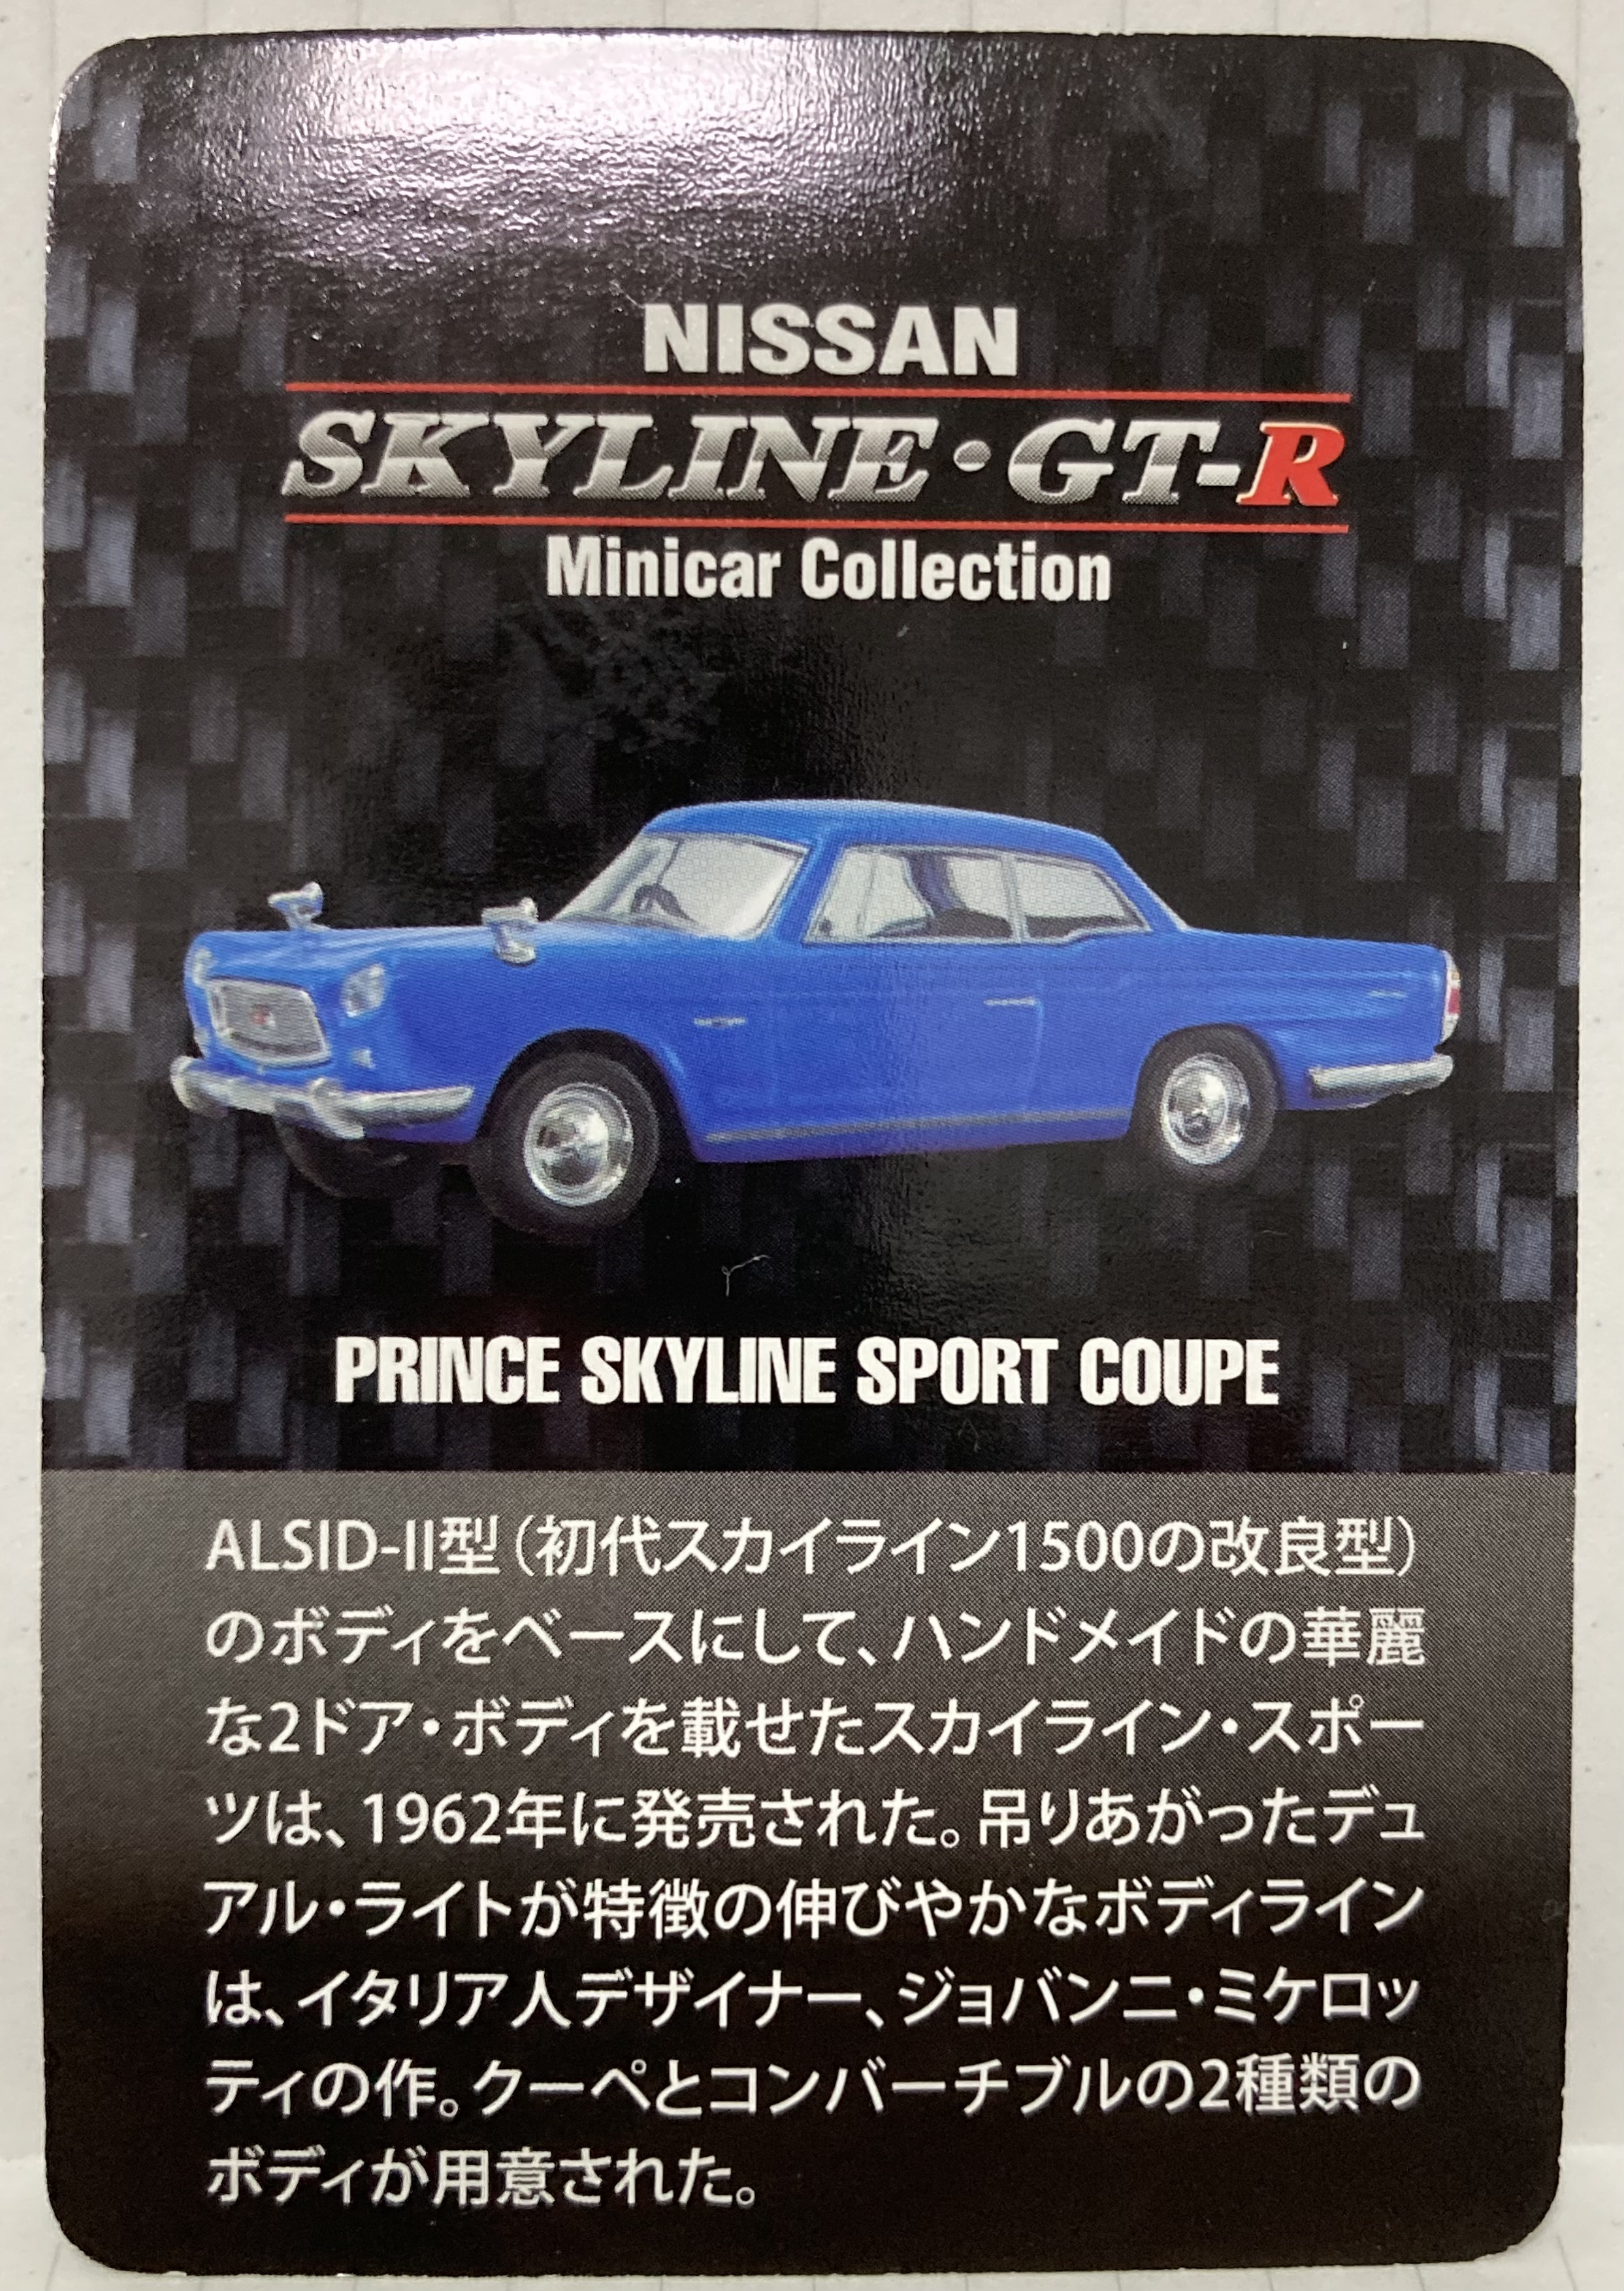 NISSAN
SKYLINE・GT-R
Minicar Collection
PRINCE SKYLINE SPORT COUPE
ALSID-II型（初代スカイライン1500の改良型）
のボディをベースにして、ハンドメイドの華麗
な2ドア・ボディを載せたスカイライン・スポー
ツは、1962年に発売された。吊りあがったデュ
アル・ライトが特徴の伸びやかなボディライン
は、イタリア人デザイナー、ジョバンニ・ミケロッ
ティの作。クーペとコンバーチブルの2種類の
ボディが用意された。